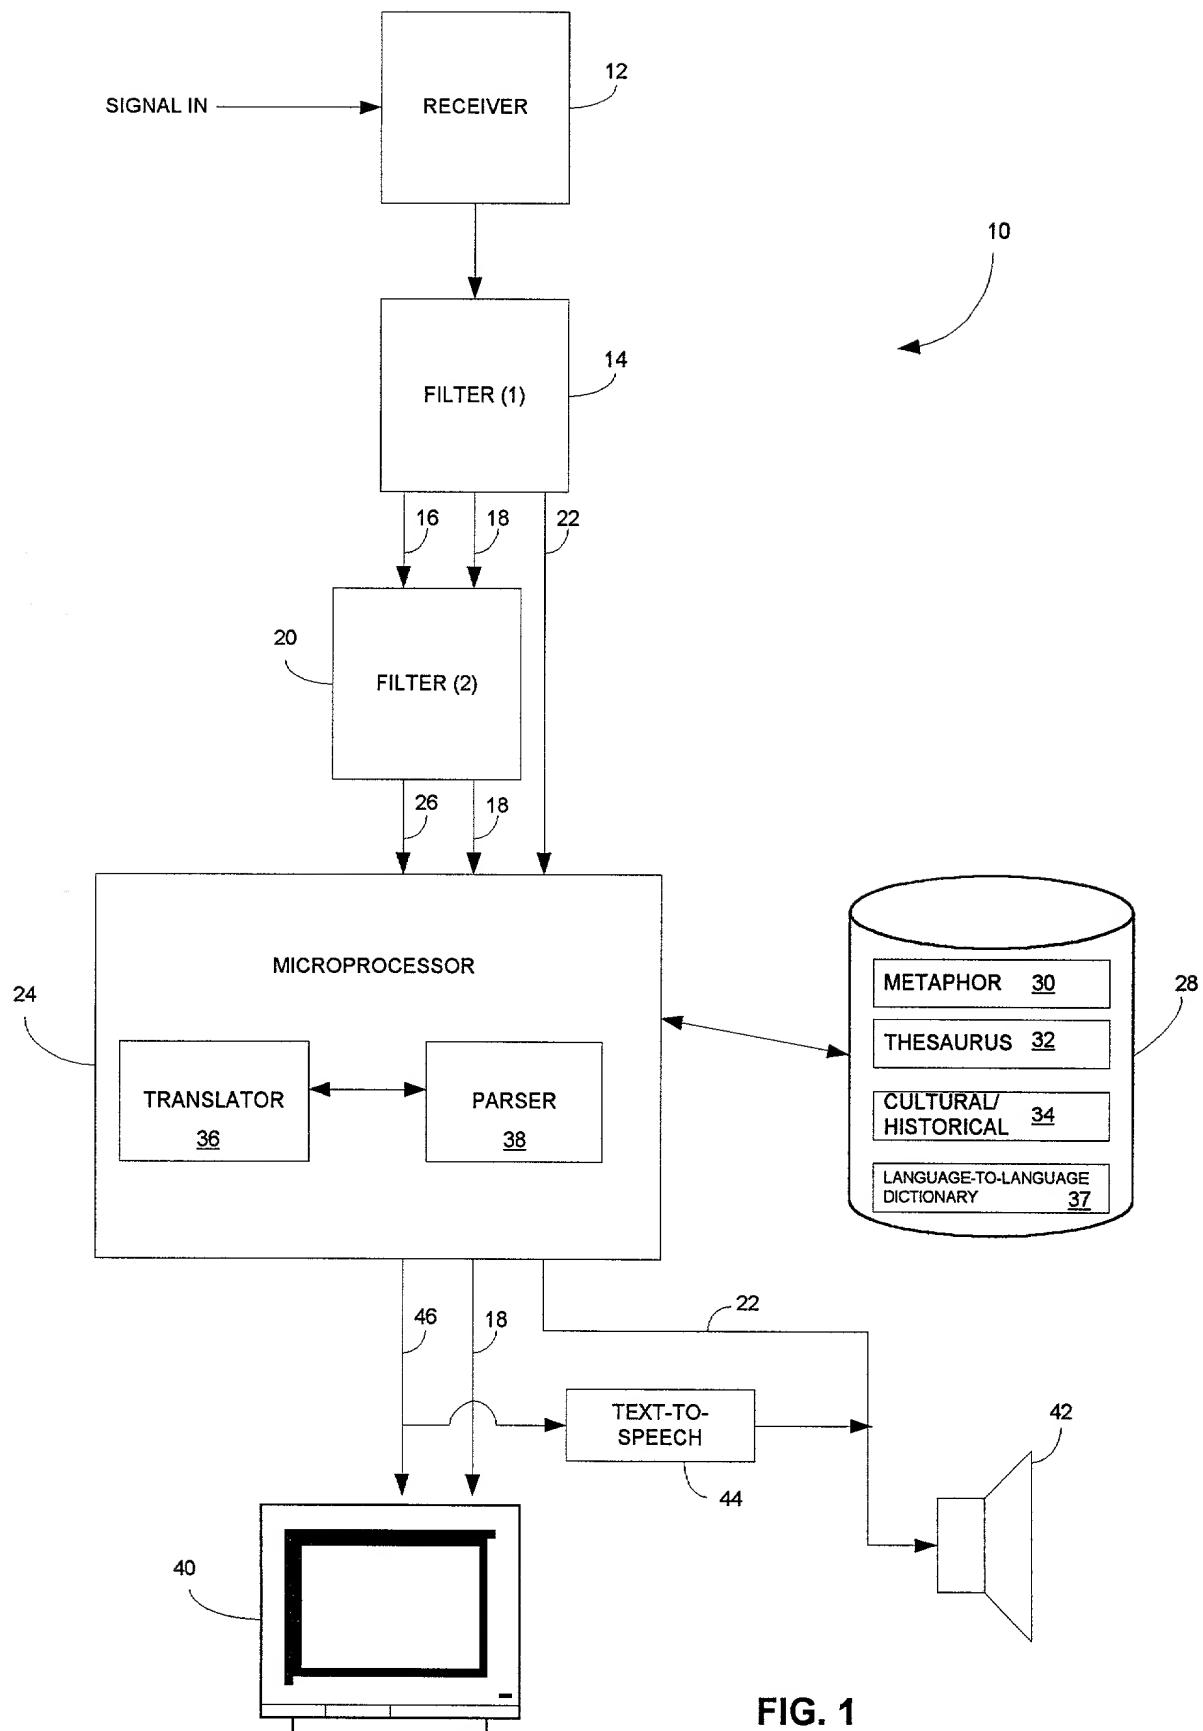 RECEIVER
12
SIGNAL IN
10
FILTER (1)
14
16
18
22
20
FILTER (2)
26
18
MICROPROCESSOR
24
TRANSLATOR
36
PARSER
38
METAPHOR 30
THESAURUS 32
CULTURAL/
HISTORICAL 34
LANGUAGE-TO-LANGUAGE
DICTIONARY 37
28
46
18
22
TEXT-TO-
SPEECH
44
42
40
FIG. 1